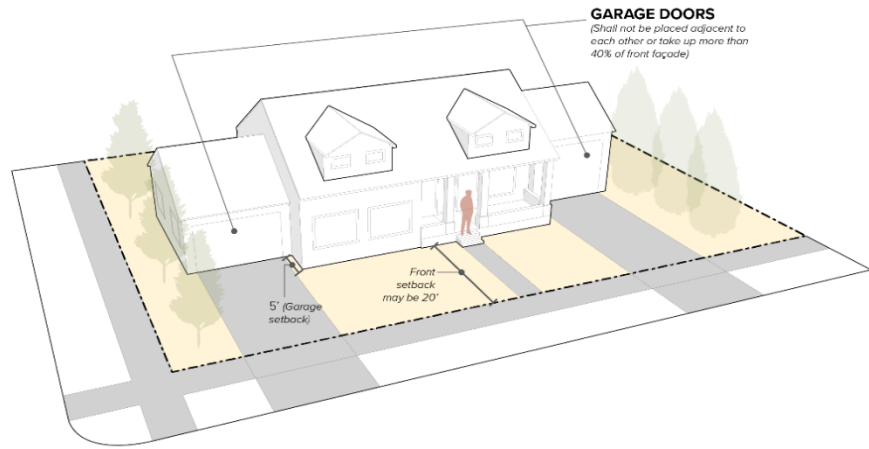 GARAGE DOORS
(Shall not be placed adjacent to
each other or take up more than
40% of front façade)
5' (Garage
setback)
Front
setback
may be 20'